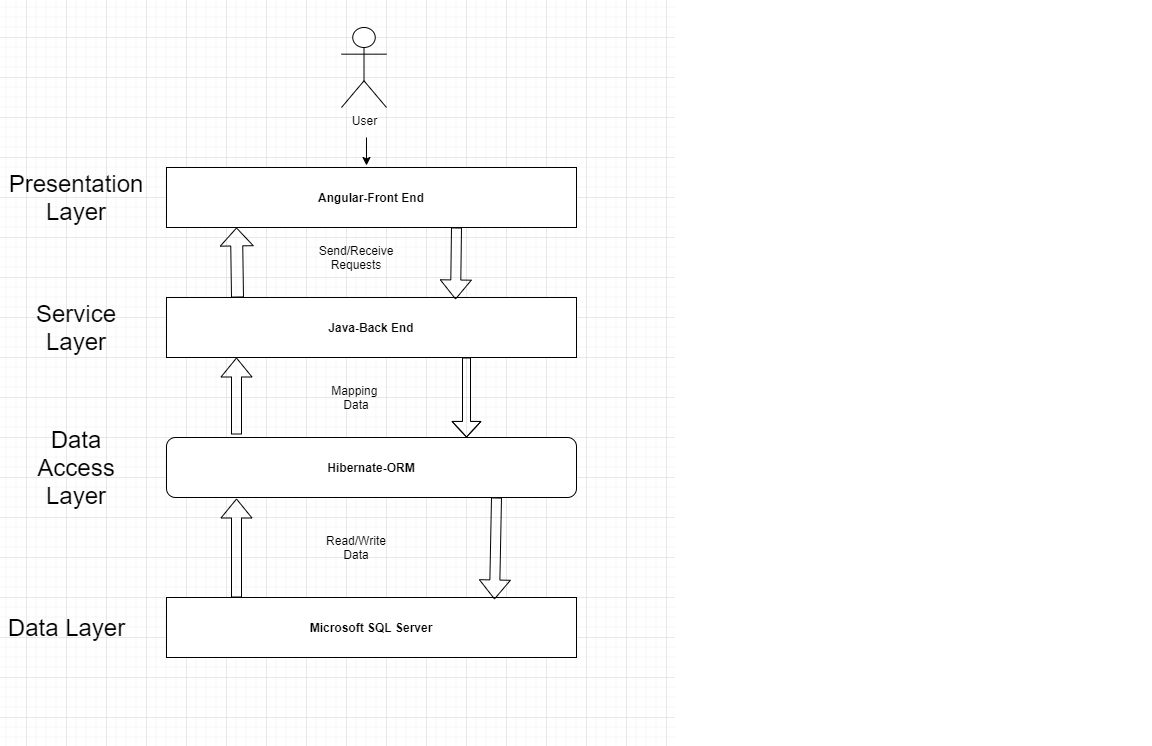 User
Presentation
Layer
Angular-Front End
Send/Receive
Requests
Service
Layer
Java-Back End
Mapping
Data
Data
Access
Layer
Hibernate-ORM
Read/Write
Data
Data Layer
Microsoft SQL Server